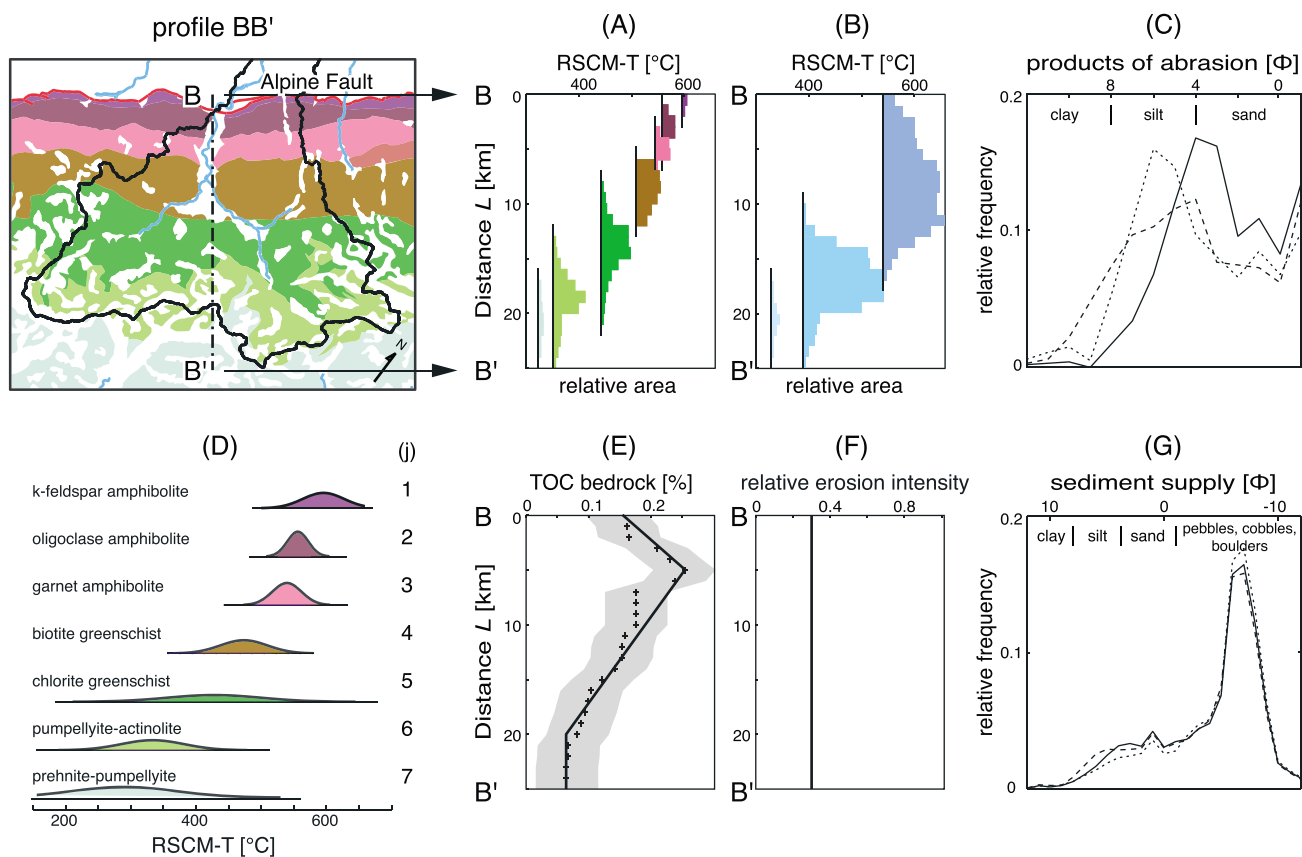 profile BB'
B
Alpine Fault
B'
N
(A)
RSCM-T [°C]
400
600
B
0
10
20
B'
Distance L [km]
relative area
(B)
RSCM-T [°C]
400
600
B
B'
relative area
(C)
products of abrasion [Φ]
8
4
0
0.2
clay
silt
sand
0.1
0
relative frequency
(D)
(j)
k-feldspar amphibolite
1
oligoclase amphibolite
2
garnet amphibolite
3
biotite greenschist
4
chlorite greenschist
5
pumpellyite-actinolite
6
prehnite-pumpellyite
7
200
400
600
RSCM-T [°C]
(E)
TOC bedrock [%]
0
0.1
0.2
B
0
10
20
B'
Distance L [km]
(F)
relative erosion intensity
0
0.4
0.8
B
0
10
20
B'
(G)
sediment supply [Φ]
10
0
-10
0.2
clay
silt
sand
pebbles, cobbles,
boulders
0.1
0
relative frequency